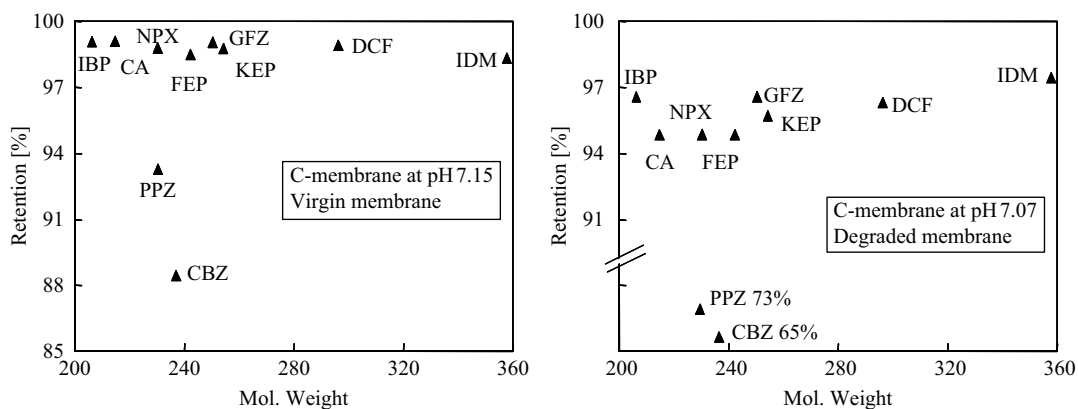 100
97
94
91
88
85
Retention [%]
IBP
CA
NPX
FEP
GFZ
KEP
DCF
IDM
PPZ
CBZ
C-membrane at pH 7.15
Virgin membrane
200 240 280 320 360
Mol. Weight
100
97
94
91
Retention [%]
IBP
CA
NPX
FEP
GFZ
KEP
DCF
IDM
C-membrane at pH 7.07
Degraded membrane
PPZ 73%
CBZ 65%
200 240 280 320 360
Mol. Weight